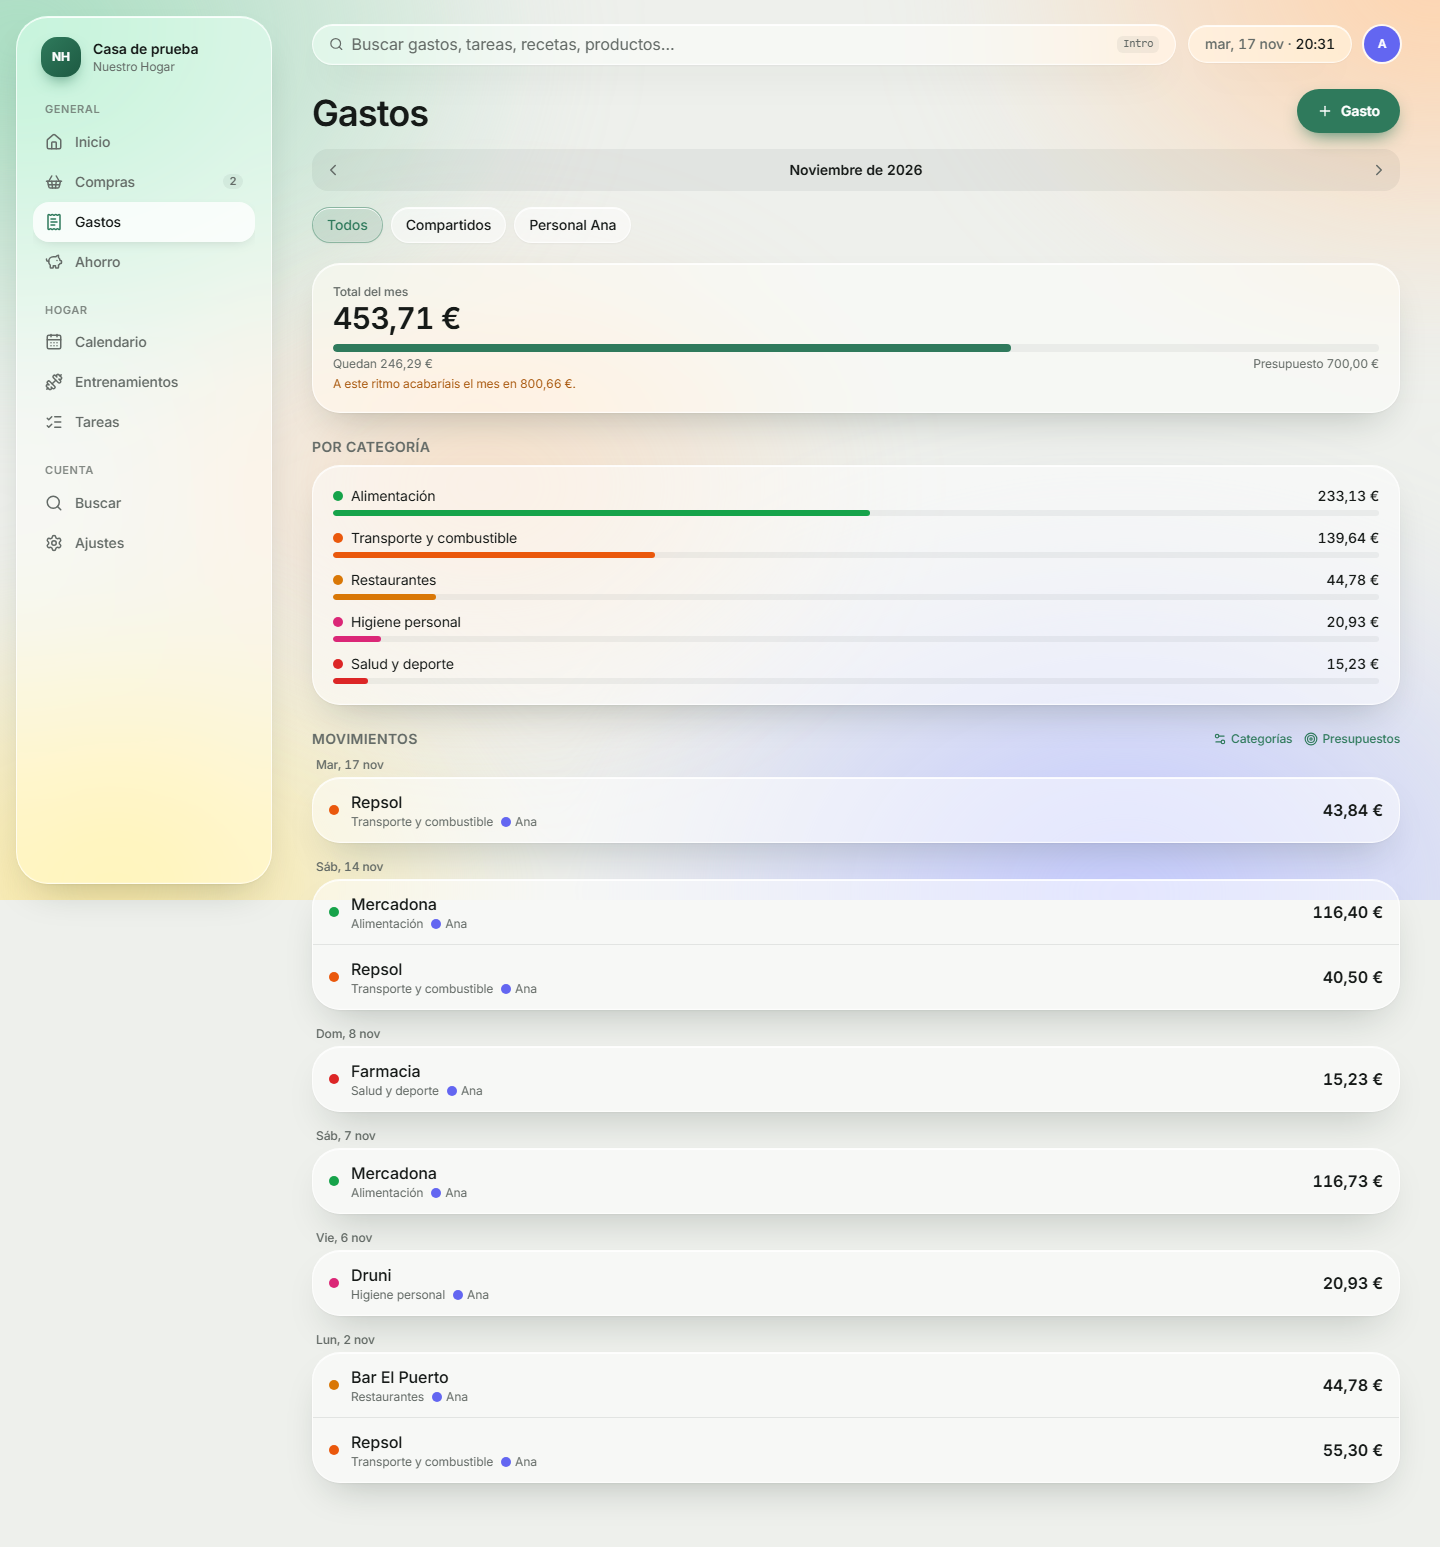 NH
Casa de prueba
Nuestro Hogar
GENERAL
Inicio
Compras 2
Gastos
Ahorro
HOGAR
Calendario
Entrenamientos
Tareas
CUENTA
Buscar
Ajustes
Buscar gastos, tareas, recetas, productos... Intro
mar, 17 nov · 20:31
A
Gastos
+ Gasto
Noviembre de 2026
Todos Compartidos Personal Ana
Total del mes
453,71 €
Quedan 246,29 € Presupuesto 700,00 €
A este ritmo acabaríais el mes en 800,66 €.
POR CATEGORÍA
Alimentación 233,13 €
Transporte y combustible 139,64 €
Restaurantes 44,78 €
Higiene personal 20,93 €
Salud y deporte 15,23 €
MOVIMIENTOS Categorías Presupuestos
Mar, 17 nov
Repsol 43,84 €
Transporte y combustible Ana
Sáb, 14 nov
Mercadona 116,40 €
Alimentación Ana
Repsol 40,50 €
Transporte y combustible Ana
Dom, 8 nov
Farmacia 15,23 €
Salud y deporte Ana
Sáb, 7 nov
Mercadona 116,73 €
Alimentación Ana
Vie, 6 nov
Druni 20,93 €
Higiene personal Ana
Lun, 2 nov
Bar El Puerto 44,78 €
Restaurantes Ana
Repsol 55,30 €
Transporte y combustible Ana